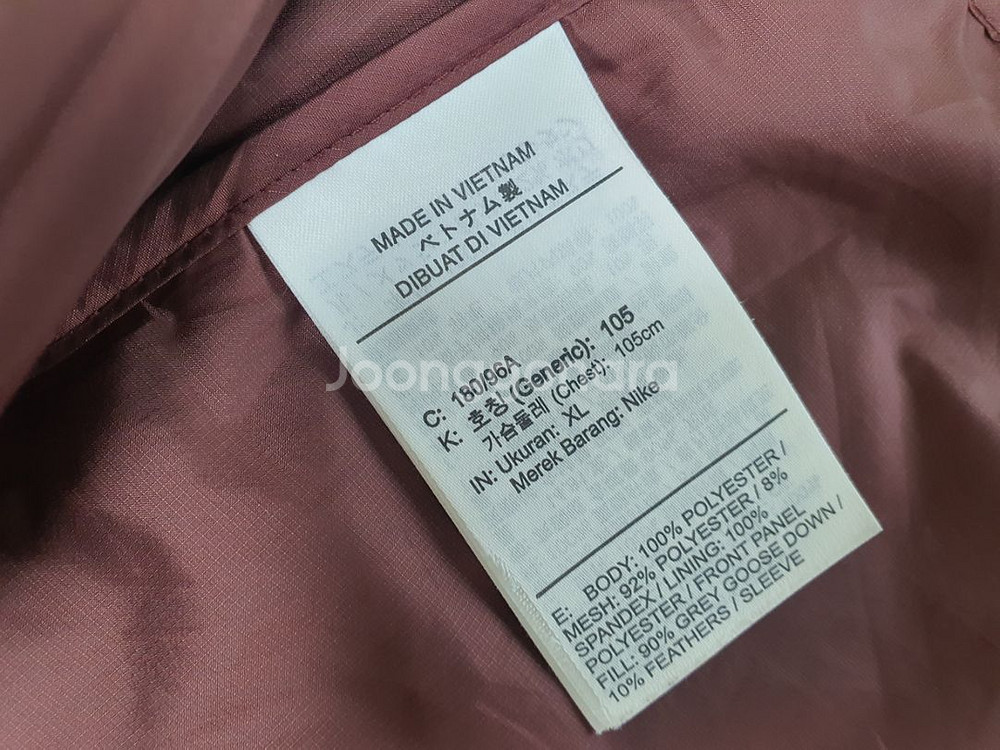 MADE IN VIETNAM
ベトナム製
DIBUAT DI VIETNAM
C: 180/96A
K: 호칭 (Generic): 105
가슴둘레 (Chest): 105cm
IN: Ukuran: XL
Merek Barang: Nike
E: BODY: 100% POLYESTER /
MESH: 92% POLYESTER / 8%
SPANDEX / LINING: 100%
POLYESTER / FRONT PANEL
FILL: 90% GREY GOOSE DOWN /
10% FEATHERS / SLEEVE
Joonggonara